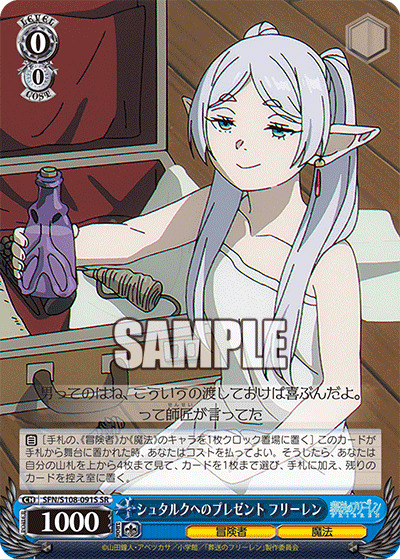 LEVEL
0
0
COST
SAMPLE
男ってのはね、こういうの渡しておけば喜ぶんだよ。
って師匠が言ってた
自【手札の、《冒険者》か《魔法》のキャラを1枚クロック置場に置く】このカードが
手札から舞台に置かれた時、あなたはコストを払ってよい。そうしたら、あなたは
自分の山札を上から4枚まで見て、カードを1枚まで選び、手札に加え、残りの
カードを控え室に置く。
CH SFN/S108-091S SR
1000
シュタルクへのプレゼント フリーレン
冒険者
魔法
葬送のフリーレン
©山田鐘人・アベツカサ／小学館／「葬送のフリーレン」製作委員会